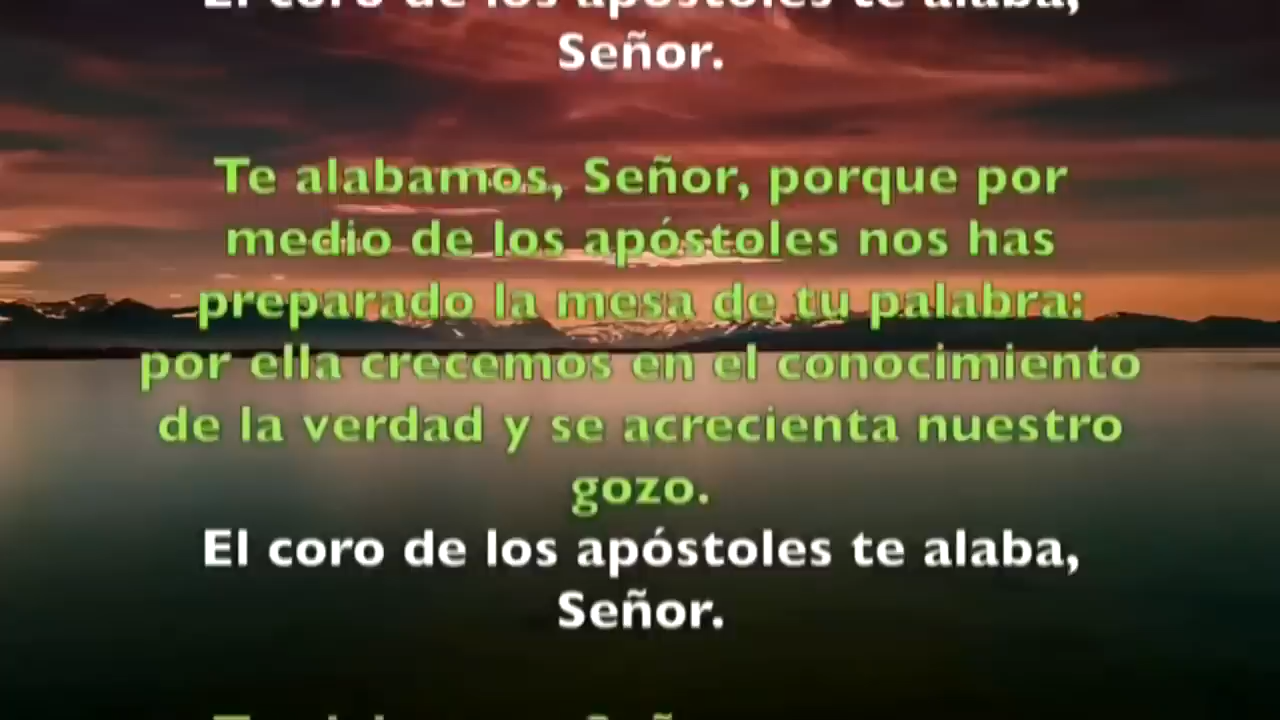 El coro de los apóstoles te alaba,
Señor.
Te alabamos, Señor, porque por
medio de los apóstoles nos has
preparado la mesa de tu palabra:
por ella crecemos en el conocimiento
de la verdad y se acrecienta nuestro
gozo.
El coro de los apóstoles te alaba,
Señor.